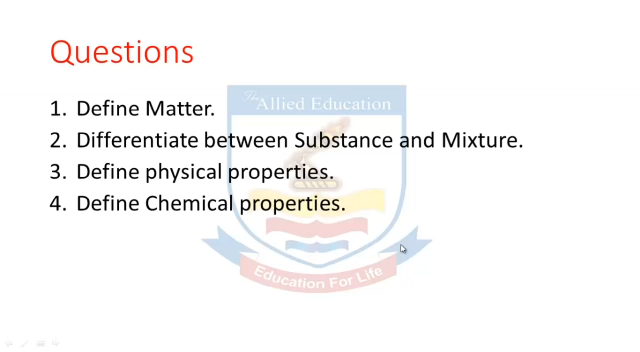 Questions
The
Allied Education
1. Define Matter.
2. Differentiate between Substance and Mixture.
3. Define physical properties.
4. Define Chemical properties.
Education For Life